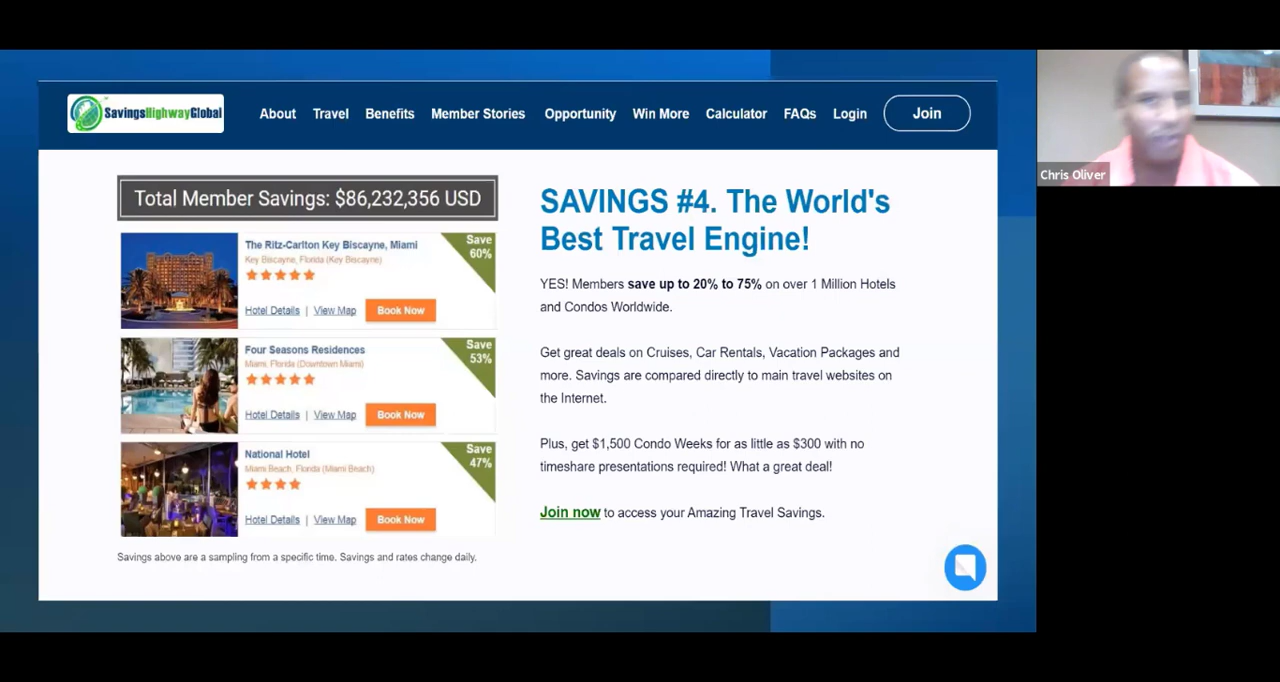 SavingsHighwayGlobal
About Travel Benefits Member Stories Opportunity Win More Calculator FAQs Login Join
Chris Oliver
Total Member Savings: $86,232,356 USD
The Ritz-Carlton Key Biscayne, Miami
Key Biscayne, Florida (Key Biscayne)
Save
60%
Hotel Details | View Map Book Now
Four Seasons Residences
Miami, Florida (Downtown Miami)
Save
53%
Hotel Details | View Map Book Now
National Hotel
Miami Beach, Florida (Miami Beach)
Save
47%
Hotel Details | View Map Book Now
Savings above are a sampling from a specific time. Savings and rates change daily.
SAVINGS #4. The World's
Best Travel Engine!
YES! Members save up to 20% to 75% on over 1 Million Hotels
and Condos Worldwide.
Get great deals on Cruises, Car Rentals, Vacation Packages and
more. Savings are compared directly to main travel websites on
the Internet.
Plus, get $1,500 Condo Weeks for as little as $300 with no
timeshare presentations required! What a great deal!
Join now to access your Amazing Travel Savings.